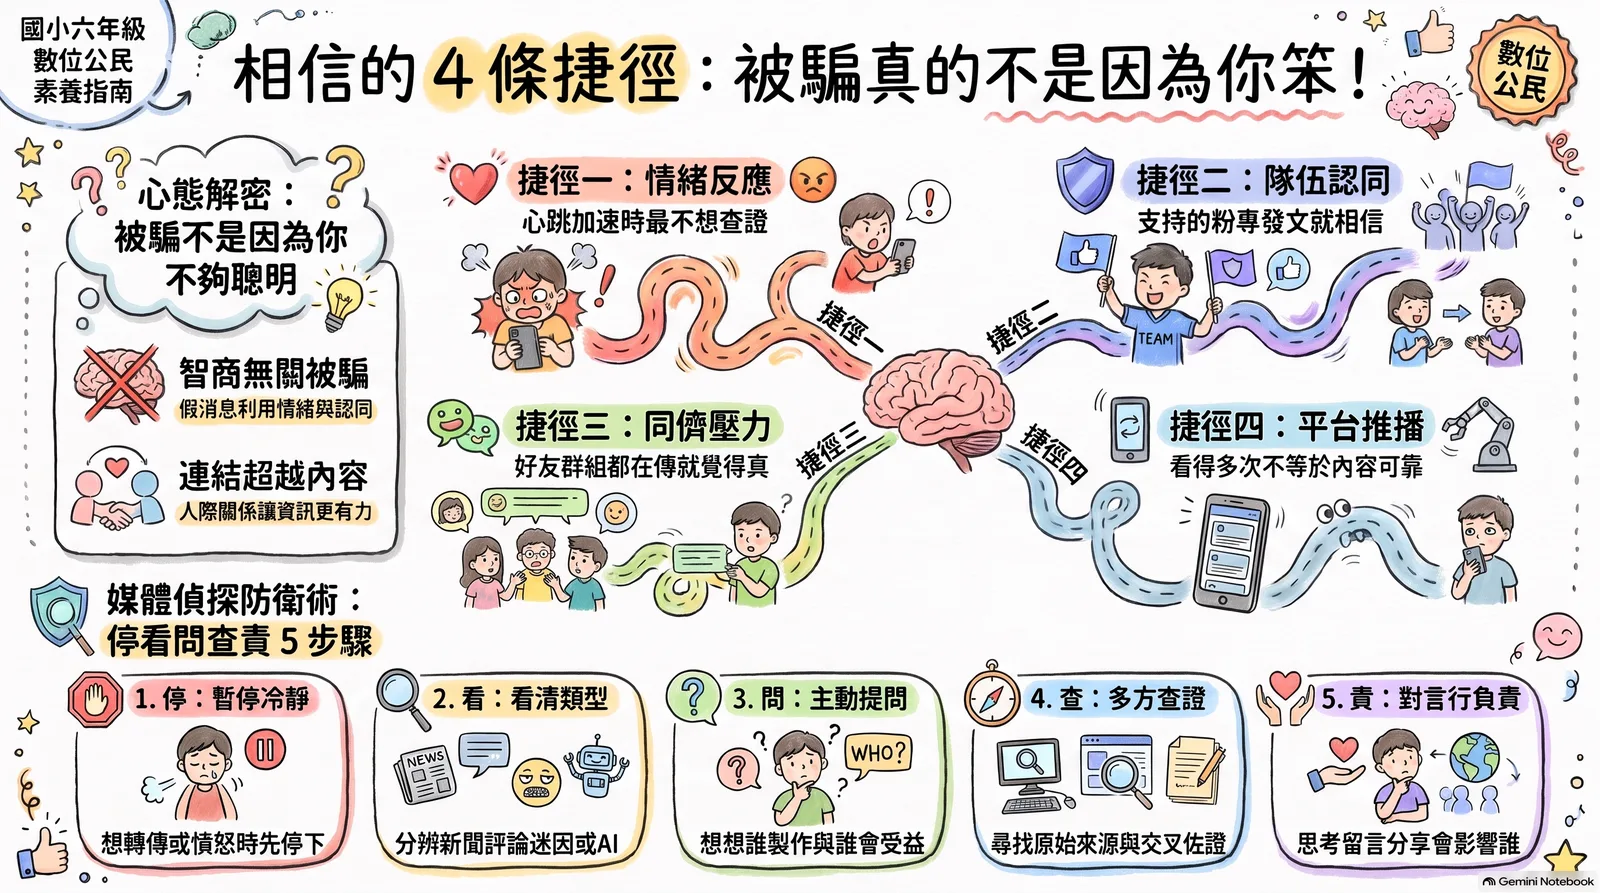 國小六年級
數位公民
素養指南
相信的 4 條捷徑：被騙真的不是因為你笨！
數位
公民
心態解密：
被騙不是因為你
不夠聰明
智商無關被騙
假消息利用情緒與認同
連結超越內容
人際關係讓資訊更有力
捷徑一：情緒反應
心跳加速時最不想查證
捷徑一
捷徑二：隊伍認同
支持的粉專發文就相信
TEAM
捷徑二
捷徑三：同儕壓力
好友群組都在傳就覺得真
捷徑三
捷徑四：平台推播
看得多次不等於內容可靠
捷徑四
媒體偵探防衛術：
停看問查責 5 步驟
1. 停：暫停冷靜
想轉傳或憤怒時先停下
2. 看：看清類型
NEWS
分辨新聞評論迷因或AI
3. 問：主動提問
WHO?
想想誰製作與誰會受益
4. 查：多方查證
尋找原始來源與交叉佐證
5. 責：對言行負責
思考留言分享會影響誰
Gemini Notebook